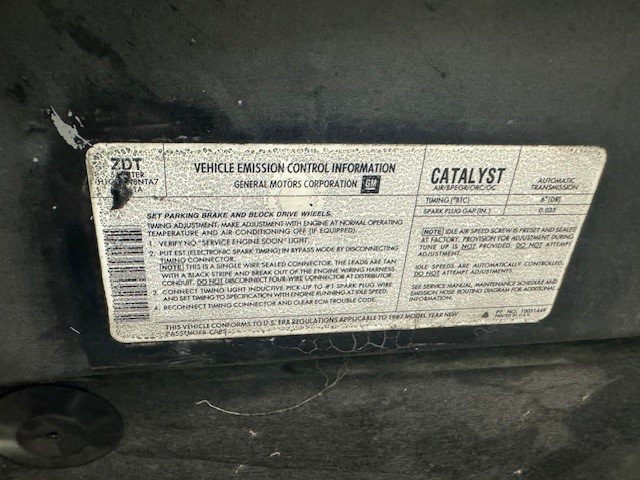 ZDT
VEHICLE EMISSION CONTROL INFORMATION
GENERAL MOTORS CORPORATION GM
CATALYST
AIR/BPEGR/ORC/OC
AUTOMATIC
TRANSMISSION
TIMING (°BTC) 6°(DR)
SPARK PLUG GAP (IN.) 0.035
SET PARKING BRAKE AND BLOCK DRIVE WHEELS.
TIMING ADJUSTMENT: MAKE ADJUSTMENT WITH ENGINE AT NORMAL OPERATING
TEMPERATURE AND AIR CONDITIONING OFF (IF EQUIPPED).
1. VERIFY NO "SERVICE ENGINE SOON" LIGHT.
2. PUT EST (ELECTRONIC SPARK TIMING) IN BYPASS MODE BY DISCONNECTING
TIMING CONNECTOR.
NOTE THIS IS A SINGLE WIRE SEALED CONNECTOR. THE LEADS ARE TAN
WITH A BLACK STRIPE AND BREAK OUT OF THE ENGINE WIRING HARNESS
CONDUIT. DO NOT DISCONNECT FOUR WIRE CONNECTOR AT DISTRIBUTOR.
3. CONNECT TIMING LIGHT INDUCTIVE PICK-UP TO #1 SPARK PLUG WIRE
AND SET TIMING TO SPECIFICATION WITH ENGINE RUNNING AT IDLE SPEED.
4. RECONNECT TIMING CONNECTOR AND CLEAR ECM TROUBLE CODE.
NOTE: IDLE AIR SPEED SCREW IS PRESET AND SEALED
AT FACTORY. PROVISION FOR ADJUSTMENT DURING
TUNE UP IS NOT PROVIDED. DO NOT ATTEMPT
ADJUSTMENT.
IDLE SPEEDS ARE AUTOMATICALLY CONTROLLED.
DO NOT ATTEMPT ADJUSTMENT.
SEE SERVICE MANUAL, MAINTENANCE SCHEDULE AND
EMISSION HOSE ROUTING DIAGRAM FOR ADDITIONAL
INFORMATION.
THIS VEHICLE CONFORMS TO U.S. EPA REGULATIONS APPLICABLE TO 1987 MODEL YEAR NEW
PASSENGER CARS.
PT. NO. 10051449